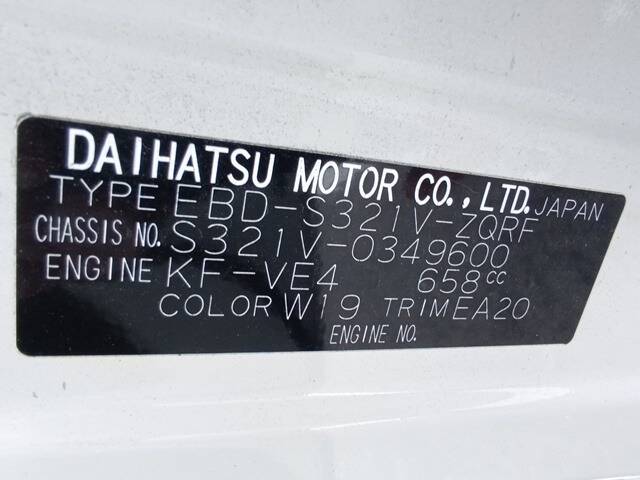 DAIHATSU MOTOR CO., LTD. JAPAN
TYPE EBD-S321V-ZQRF
CHASSIS NO. S321V-0349600
ENGINE KF-VE4 658cc
COLOR W19 TRIM EA20
ENGINE NO.